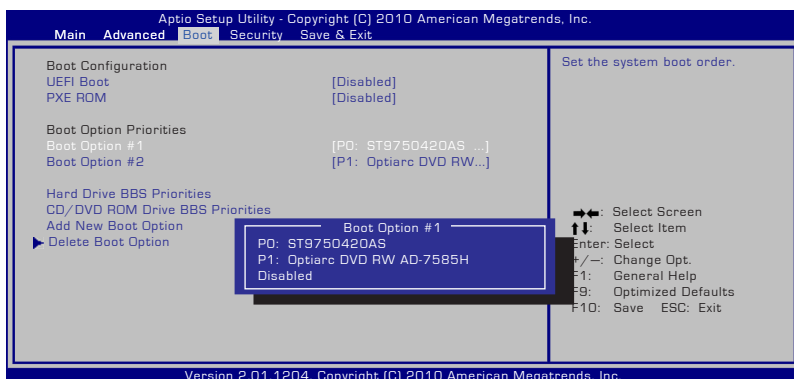 Aptio Setup Utility - Copyright (C) 2010 American Megatrends, Inc.
Main Advanced Boot Security Save & Exit
Boot Configuration
UEFI Boot [Disabled]
PXE ROM [Disabled]
Boot Option Priorities
Boot Option #1 [P0: ST9750420AS ...]
Boot Option #2 [P1: Optiarc DVD RW...]
Hard Drive BBS Priorities
CD/DVD ROM Drive BBS Priorities
Add New Boot Option
Delete Boot Option
Boot Option #1
P0: ST9750420AS
P1: Optiarc DVD RW AD-7585H
Disabled
Set the system boot order.
→←: Select Screen
↑↓: Select Item
Enter: Select
+/—: Change Opt.
F1: General Help
F9: Optimized Defaults
F10: Save ESC: Exit
Version 2.01.1204. Copyright (C) 2010 American Megatrends, Inc.